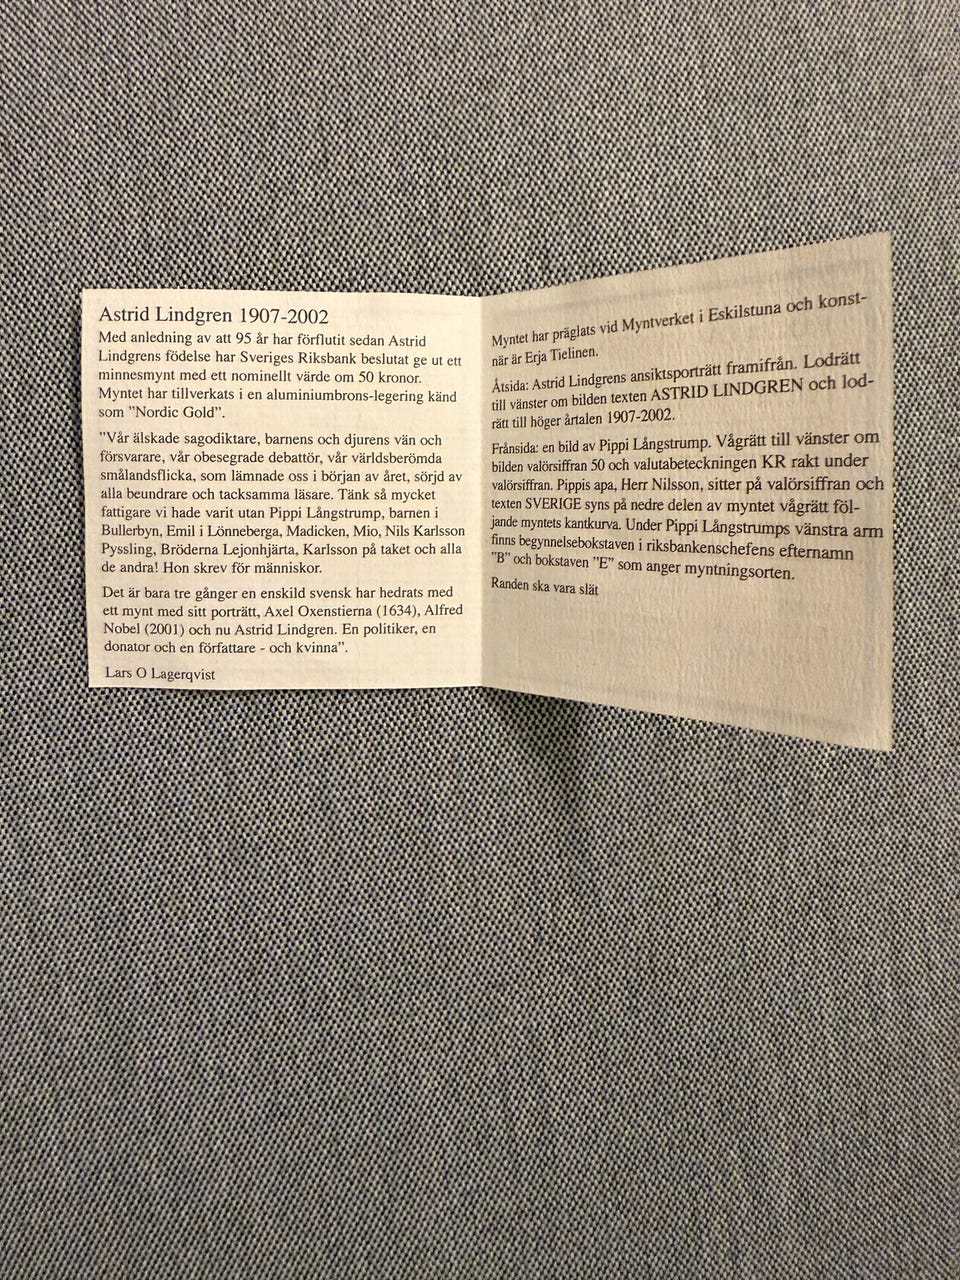 Astrid Lindgren 1907-2002
Med anledning av att 95 år har förflutit sedan Astrid
Lindgrens födelse har Sveriges Riksbank beslutat ge ut ett
minnesmynt med ett nominellt värde om 50 kronor.
Myntet har tillverkats i en aluminiumbrons-legering känd
som ”Nordic Gold”.
”Vår älskade sagodiktare, barnens och djurens vän och
försvarare, vår obesegrade debattör, vår världsberömda
smålandsflicka, som lämnade oss i början av året, sörjd av
alla beundrare och tacksamma läsare. Tänk så mycket
fattigare vi hade varit utan Pippi Långstrump, barnen i
Bullerbyn, Emil i Lönneberga, Madicken, Mio, Nils Karlsson
Pyssling, Bröderna Lejonhjärta, Karlsson på taket och alla
de andra! Hon skrev för människor.
Det är bara tre gånger en enskild svensk har hedrats med
ett mynt med sitt porträtt, Axel Oxenstierna (1634), Alfred
Nobel (2001) och nu Astrid Lindgren. En politiker, en
donator och en författare - och kvinna”.
Lars O Lagerqvist
Myntet har präglats vid Myntverket i Eskilstuna och konst-
när är Erja Tielinen.
Åtsida: Astrid Lindgrens ansiktsporträtt framifrån. Lodrätt
till vänster om bilden texten ASTRID LINDGREN och lod-
rätt till höger årtalen 1907-2002.
Frånsida: en bild av Pippi Långstrump. Vågrätt till vänster om
bilden valörsiffran 50 och valutabeteckningen KR rakt under
valörsiffran. Pippis apa, Herr Nilsson, sitter på valörsiffran och
texten SVERIGE syns på nedre delen av myntet vågrätt föl-
jande myntets kantkurva. Under Pippi Långstrumps vänstra arm
finns begynnelsebokstaven i riksbankenschefens efternamn
”B” och bokstaven ”E” som anger myntningsorten.
Randen ska vara slät